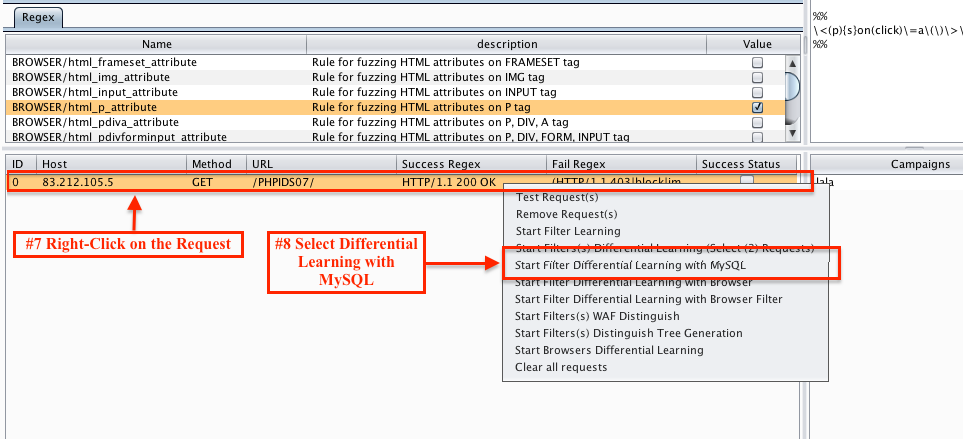 Regex
%%
\<(p){s}on(click)\=a\(\)\>\
%%
Name description Value
BROWSER/html_frameset_attribute Rule for fuzzing HTML attributes on FRAMESET tag
BROWSER/html_img_attribute Rule for fuzzing HTML attributes on IMG tag
BROWSER/html_input_attribute Rule for fuzzing HTML attributes on INPUT tag
BROWSER/html_p_attribute Rule for fuzzing HTML attributes on P tag
BROWSER/html_pdiva_attribute Rule for fuzzing HTML attributes on P, DIV, A tag
BROWSER/html_pdivforminput_attribute Rule for fuzzing HTML attributes on P, DIV, FORM, INPUT tag
ID Host Method URL Success Regex Fail Regex Success Status Campaigns
0 83.212.105.5 GET /PHPIDS07/ HTTP/1.1 200 OK (HTTP/1.1 403|blocklim lala
Test Request(s)
Remove Request(s)
Start Filter Learning
Start Filters(s) Differential Learning (Select (2) Requests)
Start Filter Differential Learning with MySQL
Start Filter Differential Learning with Browser
Start Filter Differential Learning with Browser Filter
Start Filters(s) WAF Distinguish
Start Filters(s) Distinguish Tree Generation
Start Browsers Differential Learning
Clear all requests
#7 Right-Click on the Request
#8 Select Differential
Learning with
MySQL